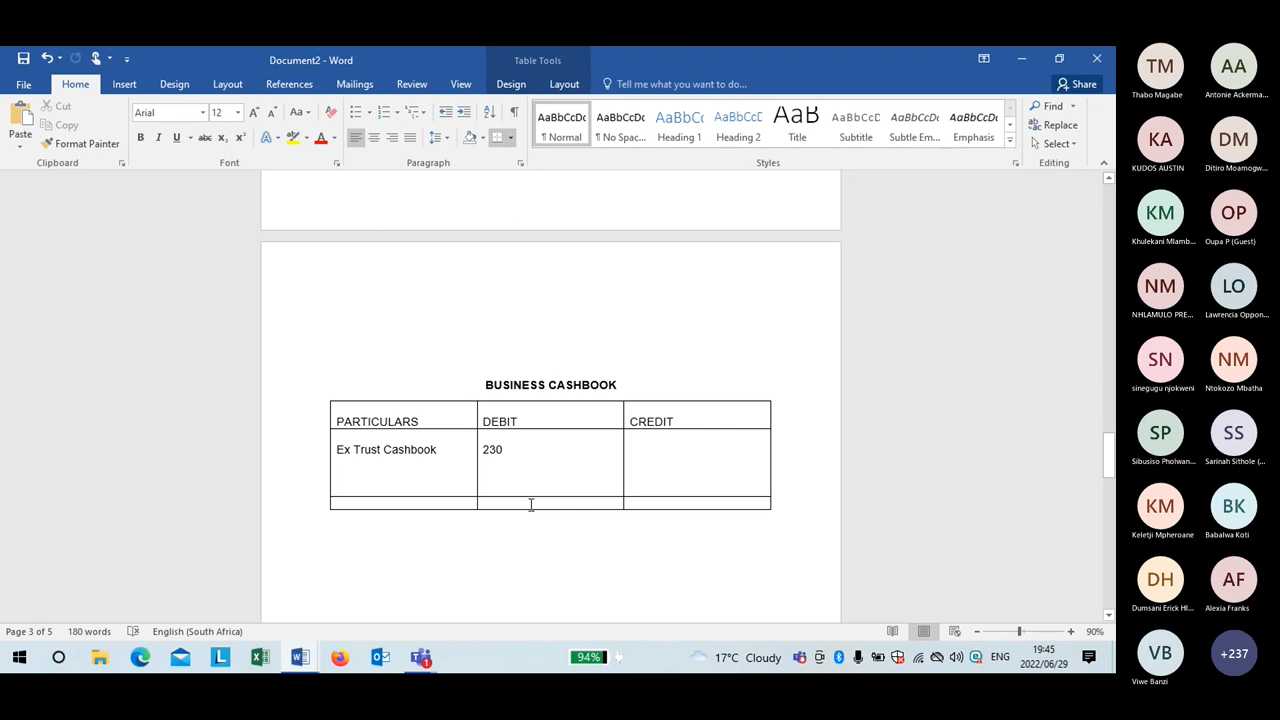 Document2 - Word
Table Tools
File
Home
Insert
Design
Layout
References
Mailings
Review
View
Design
Layout
Tell me what you want to do...
Share
Paste
Cut
Copy
Format Painter
Clipboard
Arial
12
Font
Paragraph
AaBbCcDc
¶ Normal
AaBbCcDc
¶ No Spac...
AaBbCc
Heading 1
AaBbCcD
Heading 2
AaB
Title
AaBbCcD
Subtitle
AaBbCcDc
Subtle Em...
AaBbCcDc
Emphasis
Styles
Find
Replace
Select
Editing
BUSINESS CASHBOOK
PARTICULARS
DEBIT
CREDIT
Ex Trust Cashbook
230
Page 3 of 5
180 words
English (South Africa)
90%
94%
17°C Cloudy
ENG
19:45
2022/06/29
TM
Thabo Magabe
AA
Antonie Ackerma...
KA
KUDOS AUSTIN
DM
Ditiro Moamogw...
KM
Khulekani Mlamb...
OP
Oupa P (Guest)
NM
NHLAMULO PRE...
LO
Lawrencia Oppon...
SN
sinegugu njokweni
NM
Ntokozo Mbatha
SP
Sibusiso Pholwan...
SS
Sarinah Sithole (...
KM
Keletji Mpheroane
BK
Babalwa Koti
DH
Dumsani Erick Hl...
AF
Alexia Franks
VB
Viwe Banzi
+237